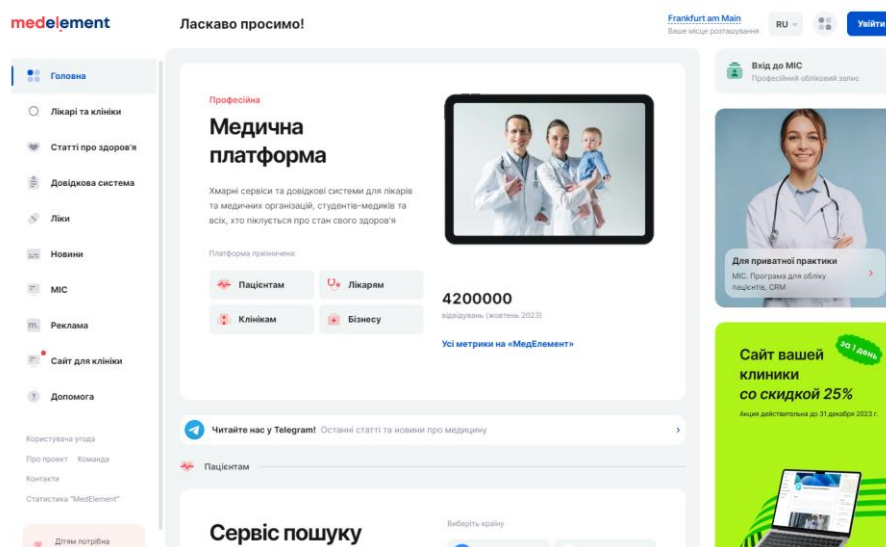 medelement
Ласкаво просимо!
Frankfurt am Main
Ваше місце розташування
RU
Увійти
Головна
Лікарі та клініки
Статті про здоров'я
Довідкова система
Ліки
Новини
МІС
Реклама
Сайт для клініки
Допомога
Користувача угода
Про проект Команда
Контакти
Статистика "MedElement"
Дітям потрібна
Професійна
Медична
платформа
Хмарні сервіси та довідкові системи для лікарів
та медичних організацій, студентів-медиків та
всіх, хто піклується про стан свого здоров'я
Платформа призначена:
Пацієнтам
Лікарям
Клінікам
Бізнесу
4200000
відвідувань (жовтень 2023)
Усі метрики на «МедЕлемент»
Читайте нас у Telegram! Останні статті та новини про медицину
Пацієнтам
Сервіс пошуку
Виберіть країну
Вхід до МІС
Професійний обліковий запис
Для приватної практики
МІС. Програма для обліку
пацієнтів, CRM
за 1 день
Сайт вашей
клиники
со скидкой 25%
Акция действительна до 31 декабря 2023 г.